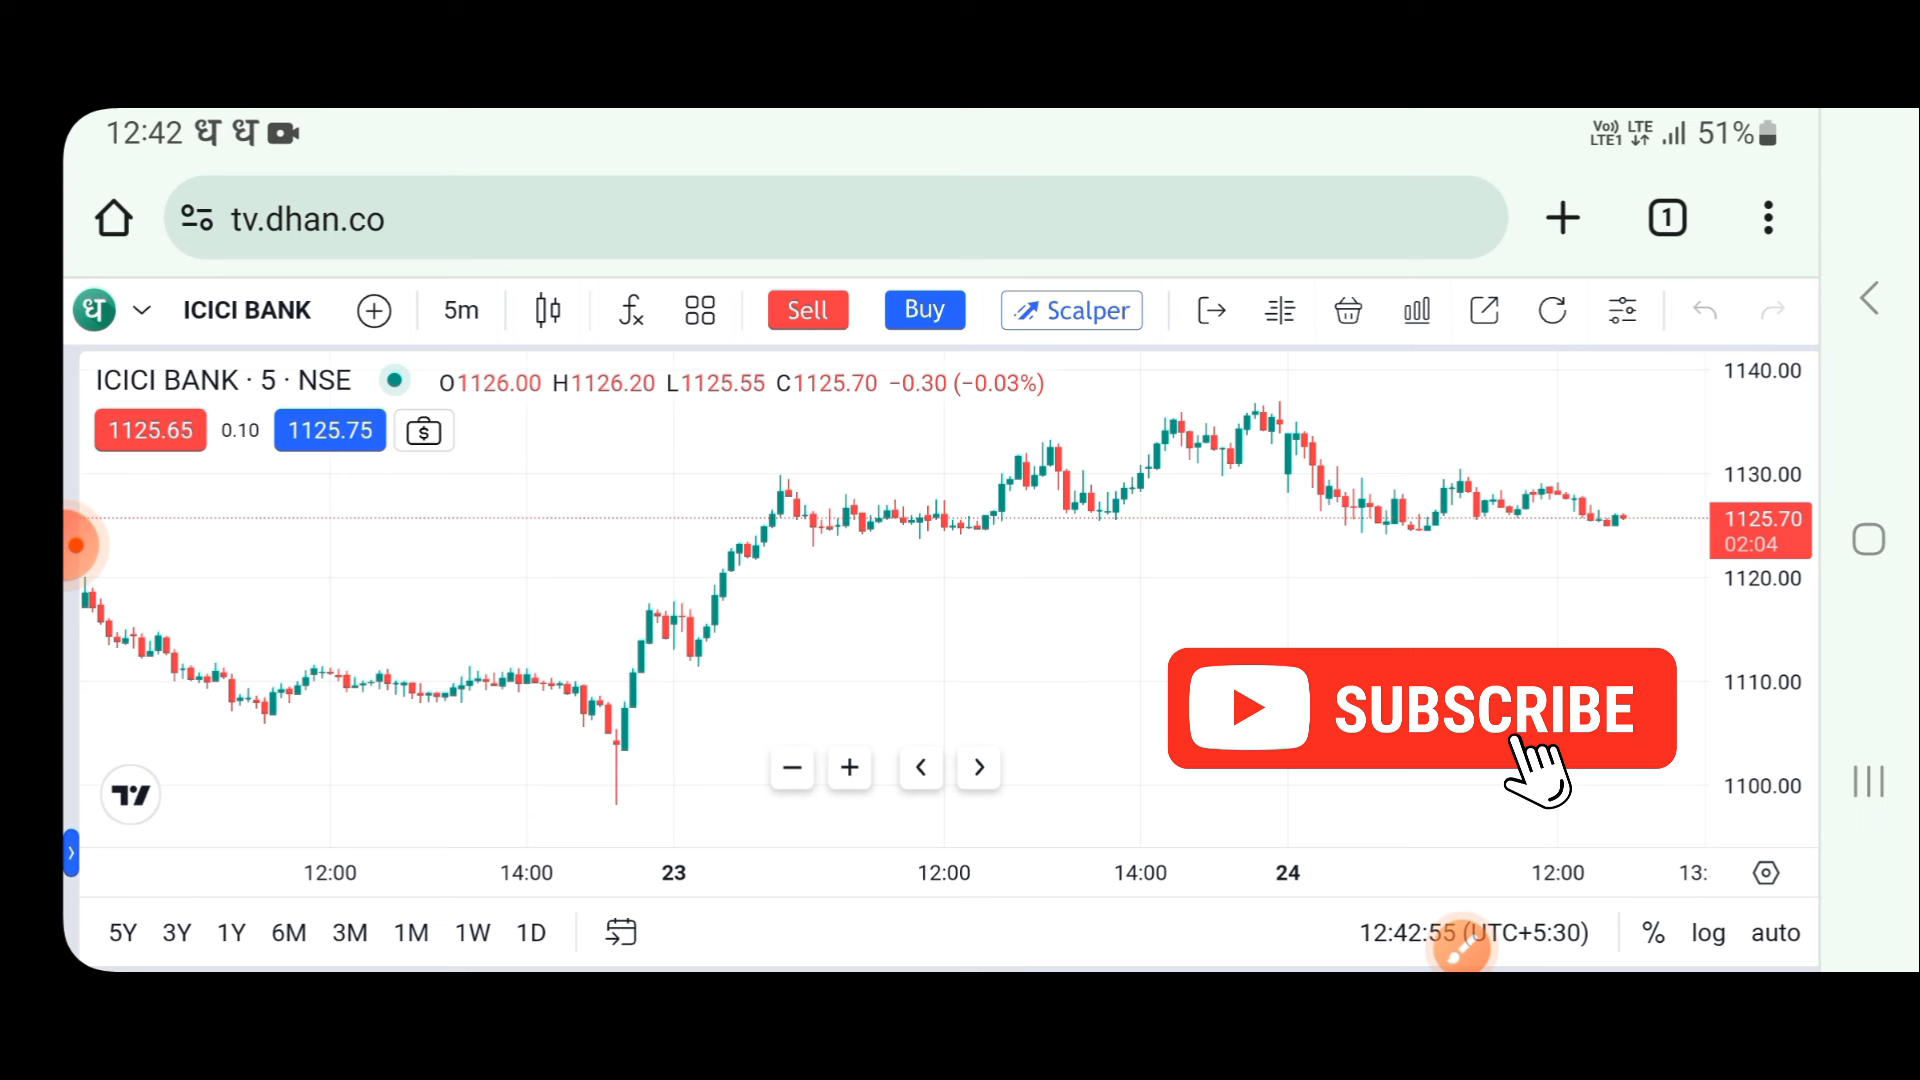 12:42 ध ध
Vo)) LTE
LTE1
51%
tv.dhan.co
1
ध ICICI BANK 5m Sell Buy Scalper
ICICI BANK · 5 · NSE O1126.00 H1126.20 L1125.55 C1125.70 −0.30 (−0.03%)
1125.65 0.10 1125.75
1140.00
1130.00
1125.70
02:04
1120.00
1110.00
1100.00
SUBSCRIBE
12:00 14:00 23 12:00 14:00 24 12:00 13:
5Y 3Y 1Y 6M 3M 1M 1W 1D 12:42:55 (UTC+5:30) % log auto